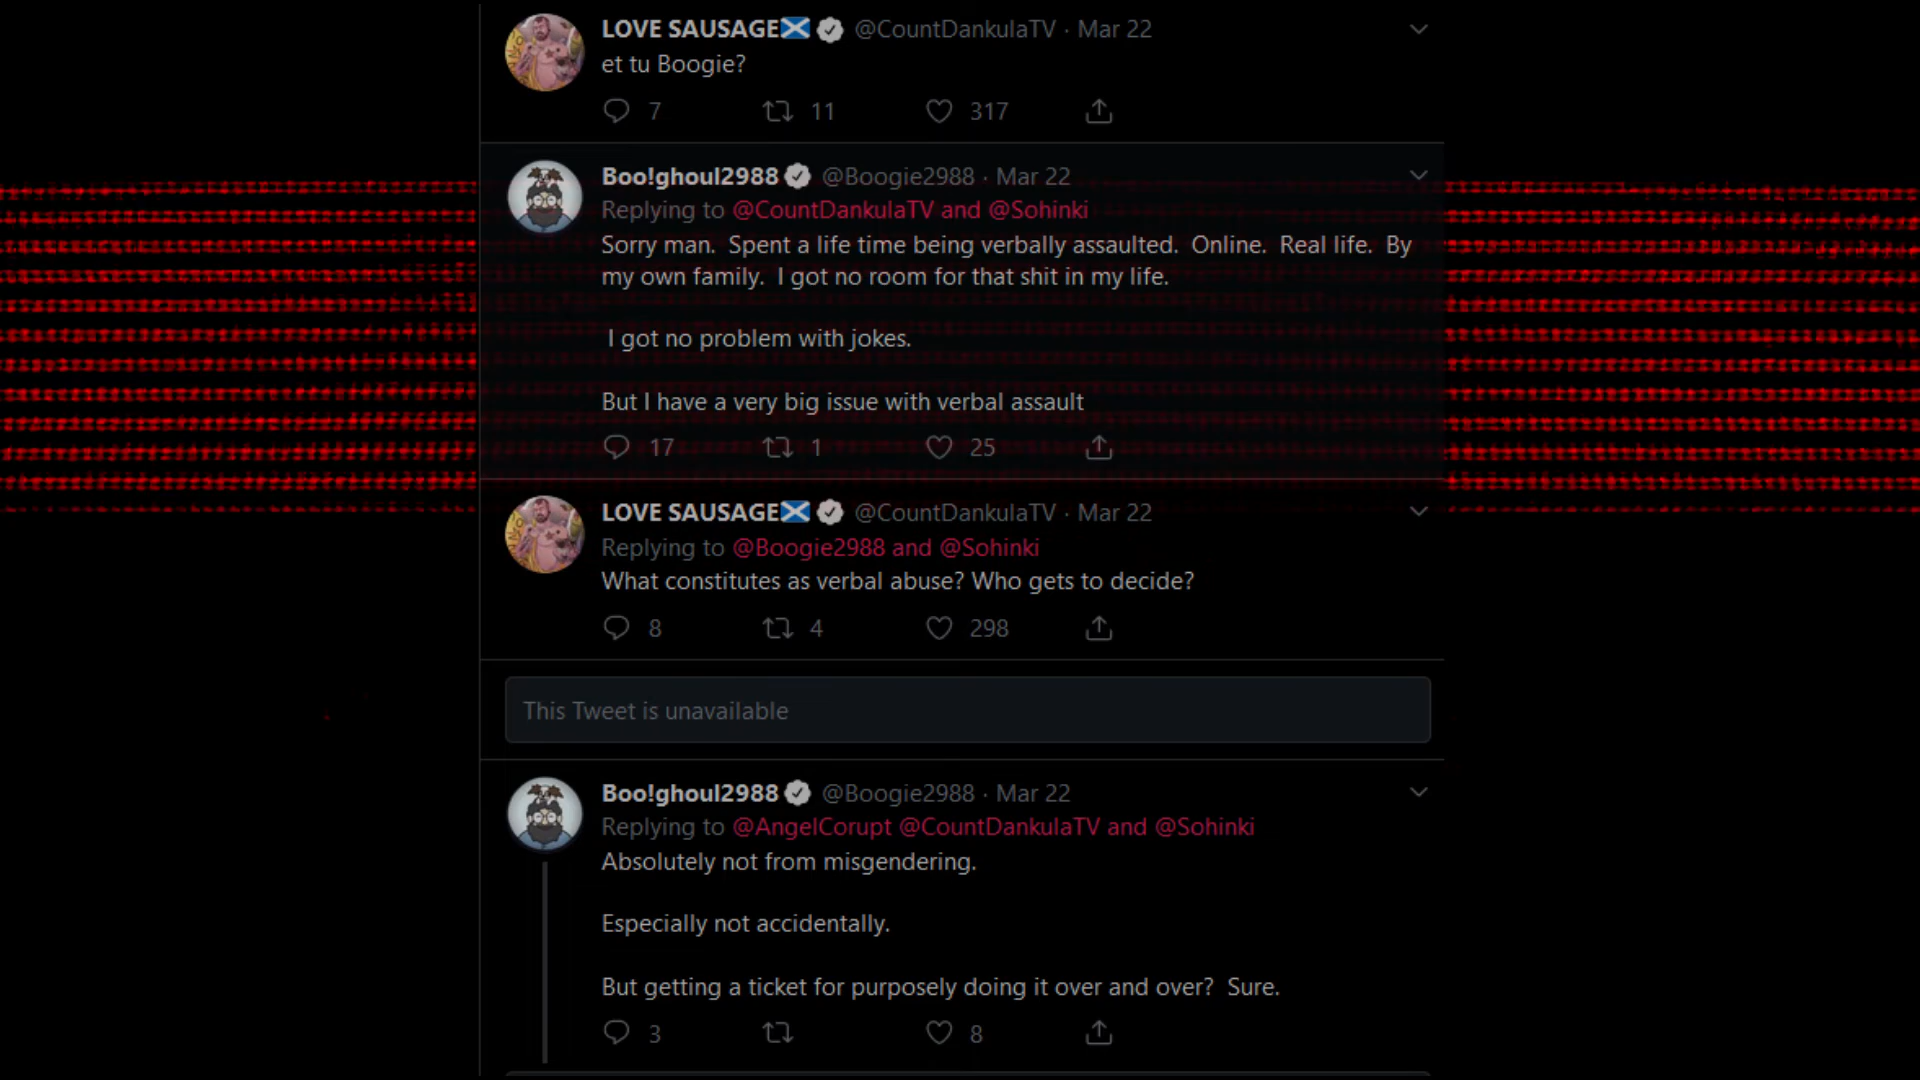 LOVE SAUSAGE🏴󠁧󠁢󠁳󠁣󠁴󠁿 @CountDankulaTV · Mar 22
et tu Boogie?
7 11 317
Boo!ghoul2988 @Boogie2988 · Mar 22
Replying to @CountDankulaTV and @Sohinki
Sorry man. Spent a life time being verbally assaulted. Online. Real life. By
my own family. I got no room for that shit in my life.
I got no problem with jokes.
But I have a very big issue with verbal assault
17 1 25
LOVE SAUSAGE🏴󠁧󠁢󠁳󠁣󠁴󠁿 @CountDankulaTV · Mar 22
Replying to @Boogie2988 and @Sohinki
What constitutes as verbal abuse? Who gets to decide?
8 4 298
This Tweet is unavailable
Boo!ghoul2988 @Boogie2988 · Mar 22
Replying to @AngelCorupt @CountDankulaTV and @Sohinki
Absolutely not from misgendering.
Especially not accidentally.
But getting a ticket for purposely doing it over and over? Sure.
3 8